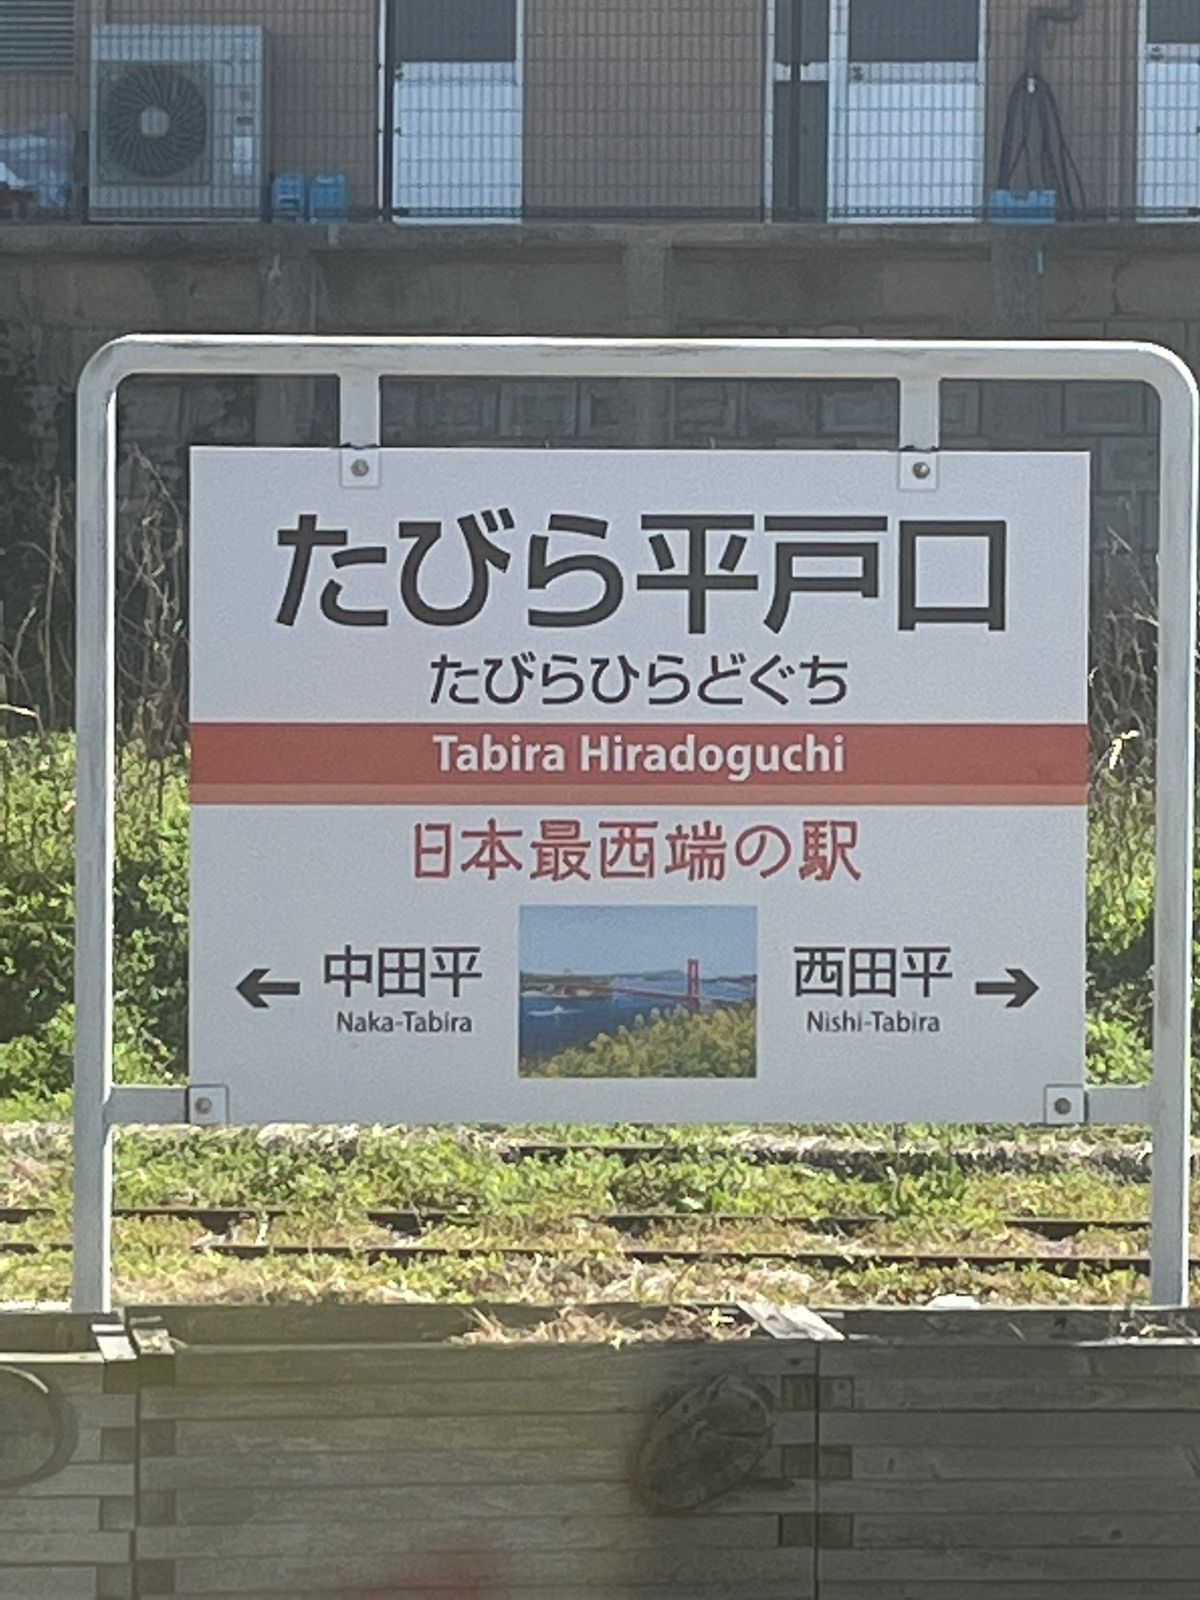 たびら平戸口
たびらひらどぐち
Tabira Hiradoguchi
日本最西端の駅
← 中田平 西田平 →
Naka-Tabira Nishi-Tabira